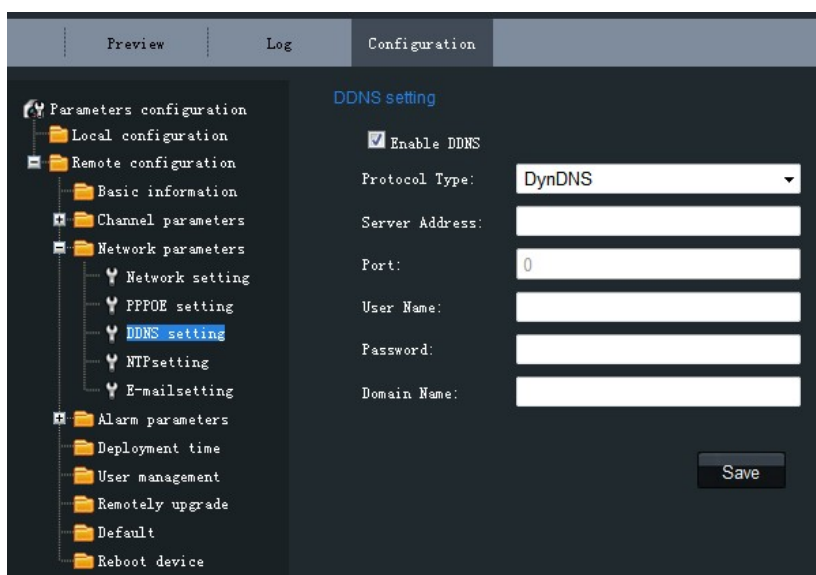 Preview Log Configuration
Parameters configuration
Local configuration
Remote configuration
Basic information
Channel parameters
Network parameters
Network setting
PPPOE setting
DDNS setting
NTPsetting
E-mailsetting
Alarm parameters
Deployment time
User management
Remotely upgrade
Default
Reboot device
DDNS setting
Enable DDNS
Protocol Type: DynDNS
Server Address:
Port: 0
User Name:
Password:
Domain Name:
Save